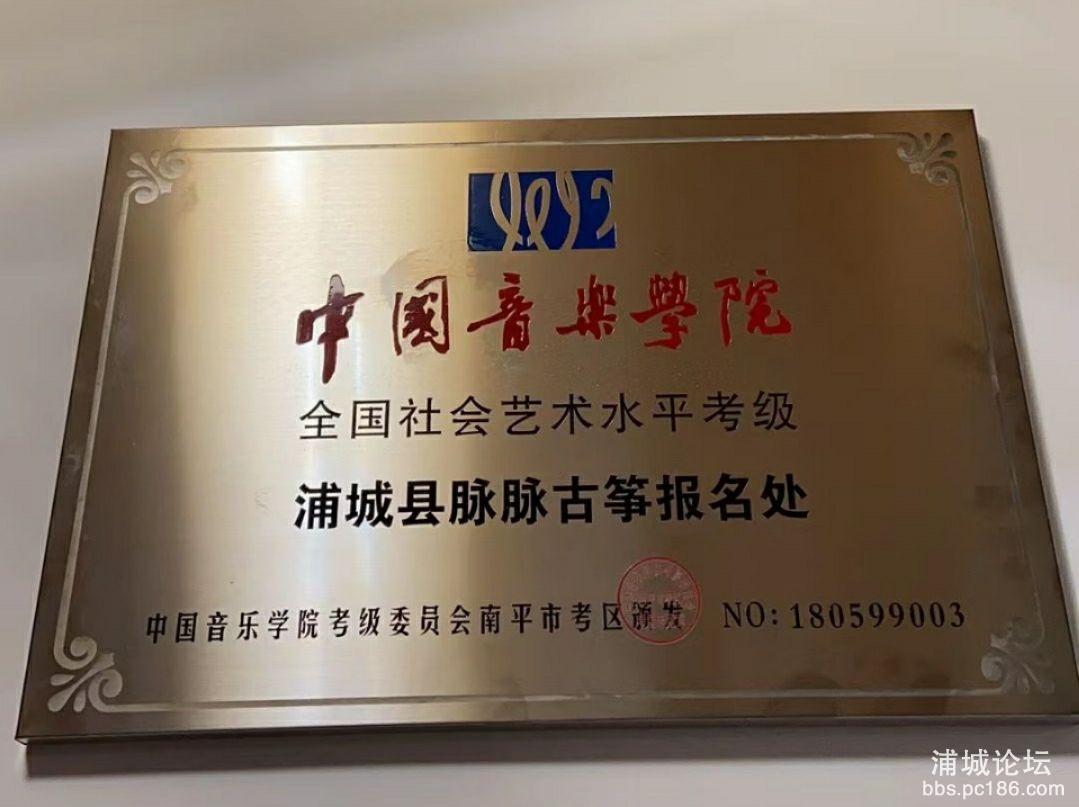 中国音樂學院
全国社会艺术水平考级
浦城县脉脉古筝报名处
中国音乐学院考级委员会南平市考区颁发 NO: 180599003
浦城论坛
bbs.pc186.com